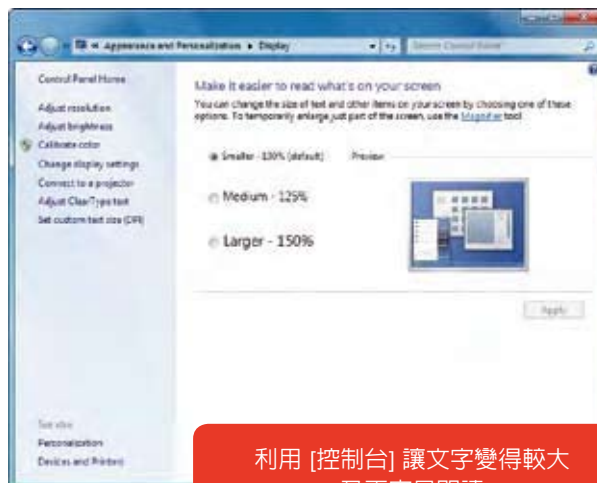 « Appearance and Personalization ▸ Display
Search Control Panel
Control Panel Home
Adjust resolution
Adjust brightness
Calibrate color
Change display settings
Connect to a projector
Adjust ClearType text
Set custom text size (DPI)
See also
Personalization
Devices and Printers
Make it easier to read what's on your screen
You can change the size of text and other items on your screen by choosing one of these
options. To temporarily enlarge just part of the screen, use the Magnifier tool.
Smaller - 100% (default)
Preview
Medium - 125%
Larger - 150%
Apply
利用 [控制台] 讓文字變得較大